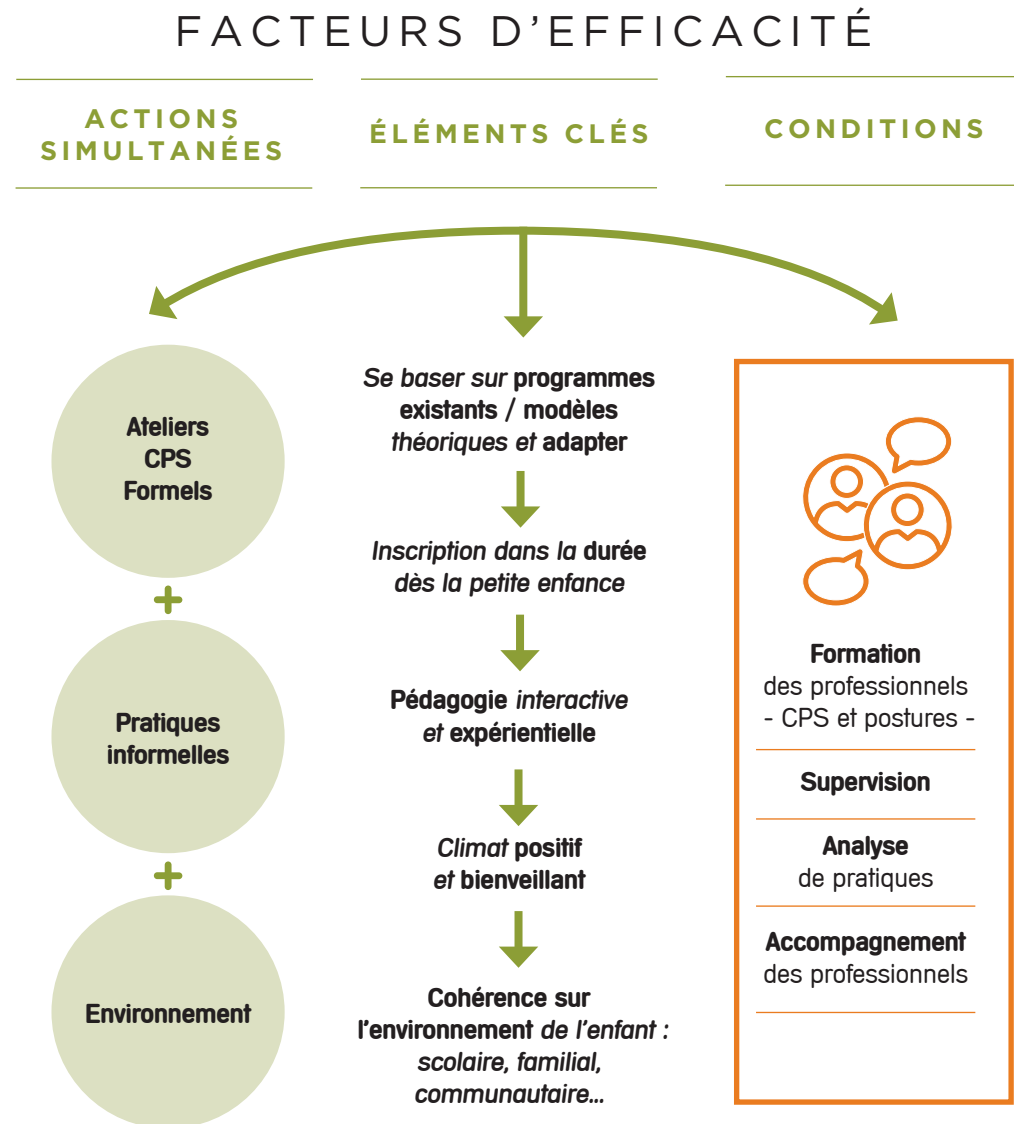 FACTEURS D'EFFICACITÉ
ACTIONS
SIMULTANÉES
ÉLÉMENTS CLÉS
CONDITIONS
Ateliers
CPS
Formels
+
Pratiques
informelles
+
Environnement
Se baser sur programmes
existants / modèles
théoriques et adapter
Inscription dans la durée
dès la petite enfance
Pédagogie interactive
et expérientielle
Climat positif
et bienveillant
Cohérence sur
l'environnement de l'enfant :
scolaire, familial,
communautaire...
Formation
des professionnels
- CPS et postures -
Supervision
Analyse
de pratiques
Accompagnement
des professionnels